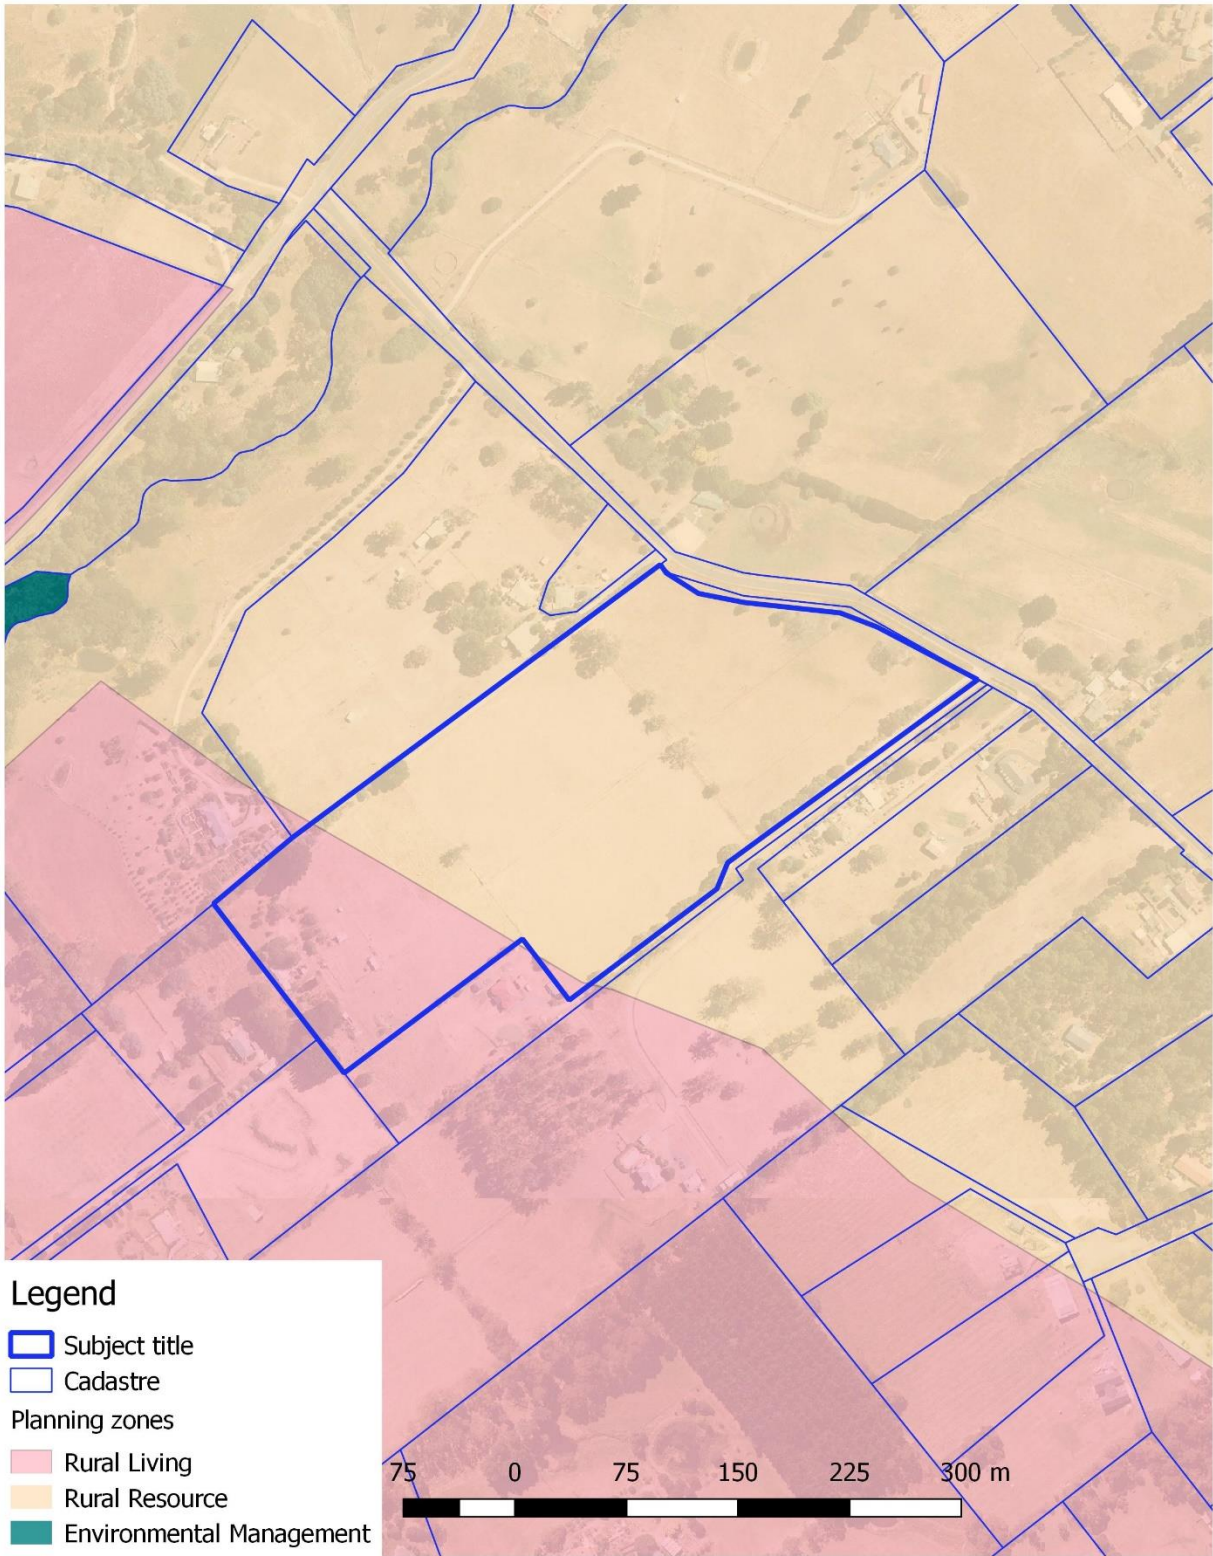 Legend
Subject title
Cadastre
Planning zones
Rural Living
Rural Resource
Environmental Management
75 0 75 150 225 300 m